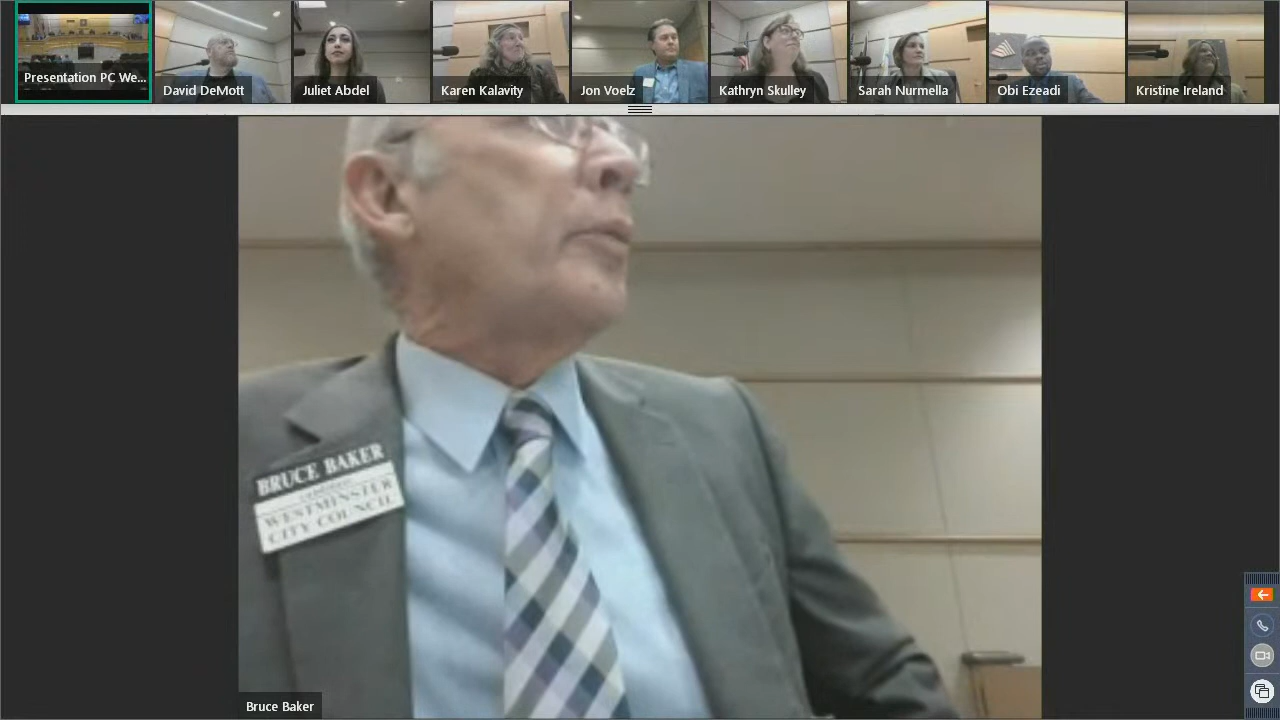 Presentation PC We...
David DeMott
Juliet Abdel
Karen Kalavity
Jon Voelz
Kathryn Skulley
Sarah Nurmella
Obi Ezeadi
Kristine Ireland
BRUCE BAKER
WESTMINSTER
CITY COUNCIL
Bruce Baker